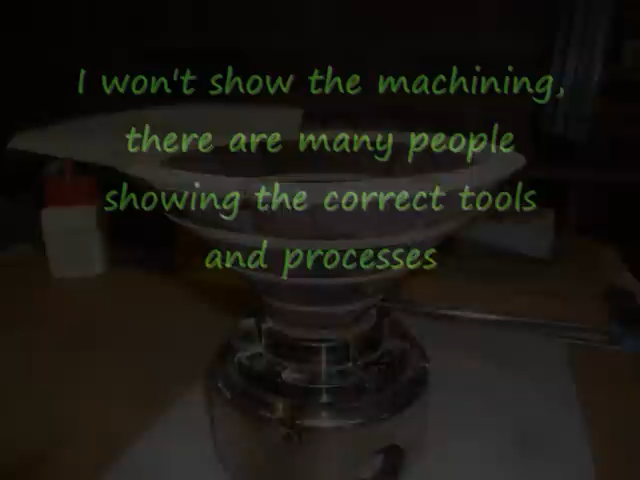 I won't show the machining,
there are many people
showing the correct tools
and processes